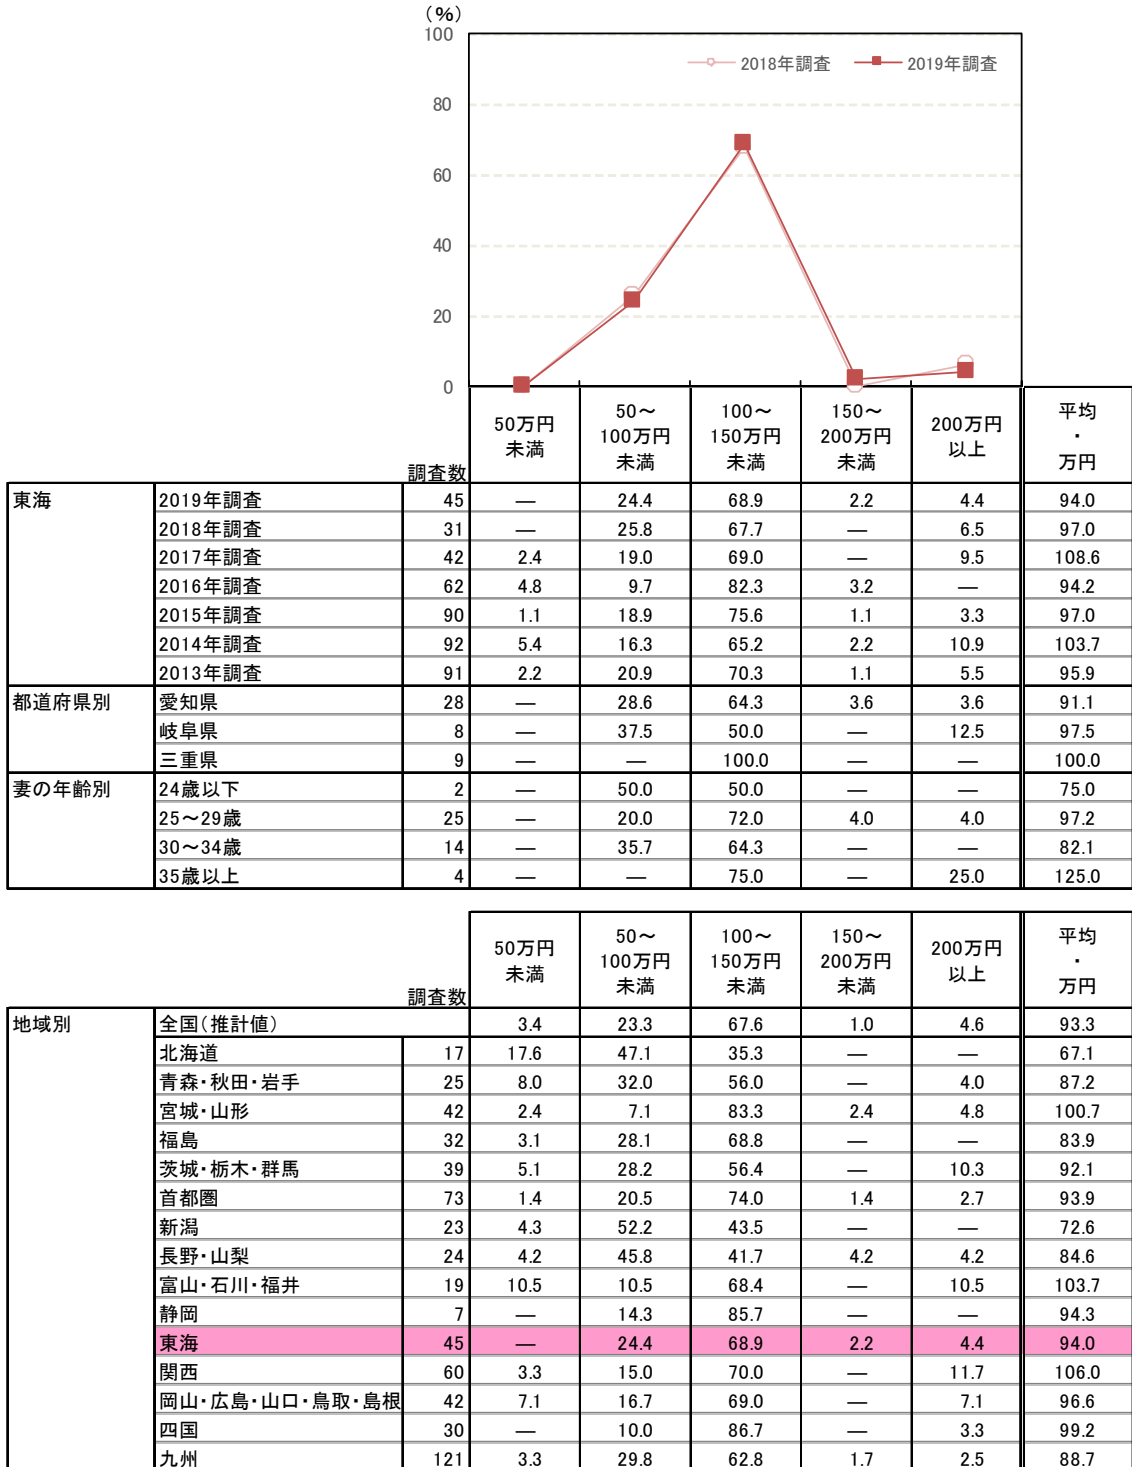 （%）
100
80
60
40
20
0
2018年調査 2019年調査
調査数 50万円未満 50～100万円未満 100～150万円未満 150～200万円未満 200万円以上 平均・万円
東海 2019年調査 45 ― 24.4 68.9 2.2 4.4 94.0
2018年調査 31 ― 25.8 67.7 ― 6.5 97.0
2017年調査 42 2.4 19.0 69.0 ― 9.5 108.6
2016年調査 62 4.8 9.7 82.3 3.2 ― 94.2
2015年調査 90 1.1 18.9 75.6 1.1 3.3 97.0
2014年調査 92 5.4 16.3 65.2 2.2 10.9 103.7
2013年調査 91 2.2 20.9 70.3 1.1 5.5 95.9
都道府県別 愛知県 28 ― 28.6 64.3 3.6 3.6 91.1
岐阜県 8 ― 37.5 50.0 ― 12.5 97.5
三重県 9 ― ― 100.0 ― ― 100.0
妻の年齢別 24歳以下 2 ― 50.0 50.0 ― ― 75.0
25～29歳 25 ― 20.0 72.0 4.0 4.0 97.2
30～34歳 14 ― 35.7 64.3 ― ― 82.1
35歳以上 4 ― ― 75.0 ― 25.0 125.0
調査数 50万円未満 50～100万円未満 100～150万円未満 150～200万円未満 200万円以上 平均・万円
地域別 全国（推計値） 3.4 23.3 67.6 1.0 4.6 93.3
北海道 17 17.6 47.1 35.3 ― ― 67.1
青森・秋田・岩手 25 8.0 32.0 56.0 ― 4.0 87.2
宮城・山形 42 2.4 7.1 83.3 2.4 4.8 100.7
福島 32 3.1 28.1 68.8 ― ― 83.9
茨城・栃木・群馬 39 5.1 28.2 56.4 ― 10.3 92.1
首都圏 73 1.4 20.5 74.0 1.4 2.7 93.9
新潟 23 4.3 52.2 43.5 ― ― 72.6
長野・山梨 24 4.2 45.8 41.7 4.2 4.2 84.6
富山・石川・福井 19 10.5 10.5 68.4 ― 10.5 103.7
静岡 7 ― 14.3 85.7 ― ― 94.3
東海 45 ― 24.4 68.9 2.2 4.4 94.0
関西 60 3.3 15.0 70.0 ― 11.7 106.0
岡山・広島・山口・鳥取・島根 42 7.1 16.7 69.0 ― 7.1 96.6
四国 30 ― 10.0 86.7 ― 3.3 99.2
九州 121 3.3 29.8 62.8 1.7 2.5 88.7